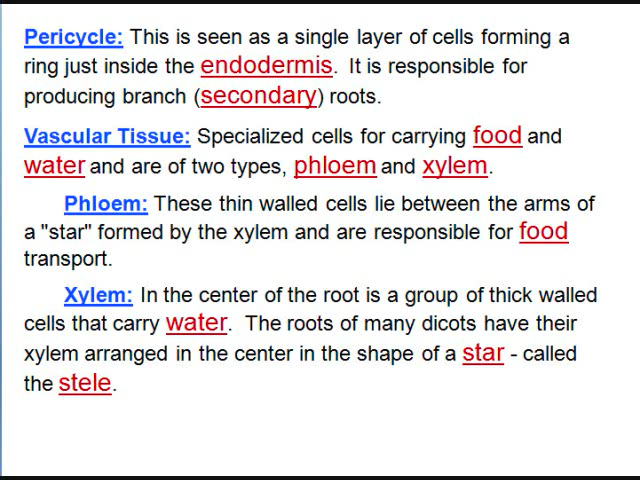 Pericycle: This is seen as a single layer of cells forming a
ring just inside the endodermis. It is responsible for
producing branch (secondary) roots.
Vascular Tissue: Specialized cells for carrying food and
water and are of two types, phloem and xylem.
Phloem: These thin walled cells lie between the arms of
a "star" formed by the xylem and are responsible for food
transport.
Xylem: In the center of the root is a group of thick walled
cells that carry water. The roots of many dicots have their
xylem arranged in the center in the shape of a star - called
the stele.